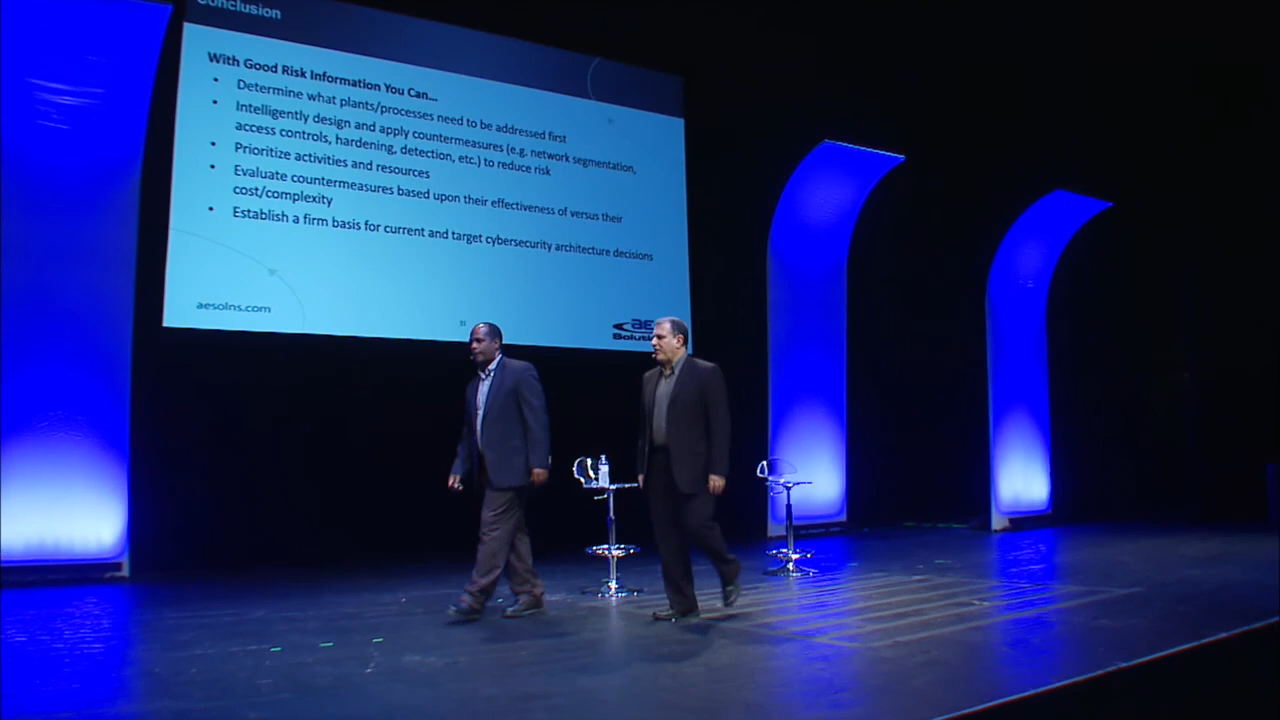 Conclusion
With Good Risk Information You Can...
• Determine what plants/processes need to be addressed first
• Intelligently design and apply countermeasures (e.g. network segmentation,
access controls, hardening, detection, etc.) to reduce risk
• Prioritize activities and resources
• Evaluate countermeasures based upon their effectiveness of versus their
cost/complexity
• Establish a firm basis for current and target cybersecurity architecture decisions
aesolns.com